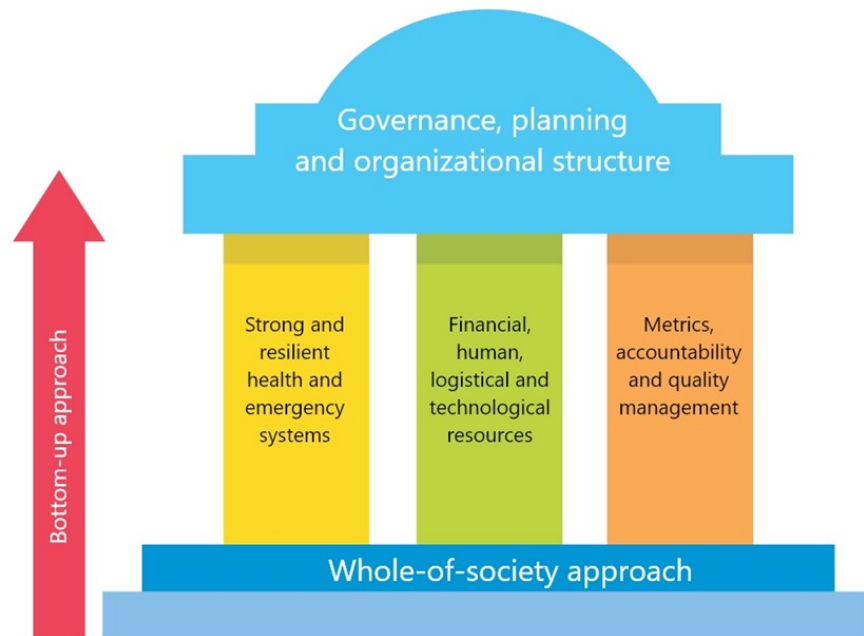 Governance, planning
and organizational structure
Bottom-up approach
Strong and
resilient
health and
emergency
systems
Financial,
human,
logistical and
technological
resources
Metrics,
accountability
and quality
management
Whole-of-society approach